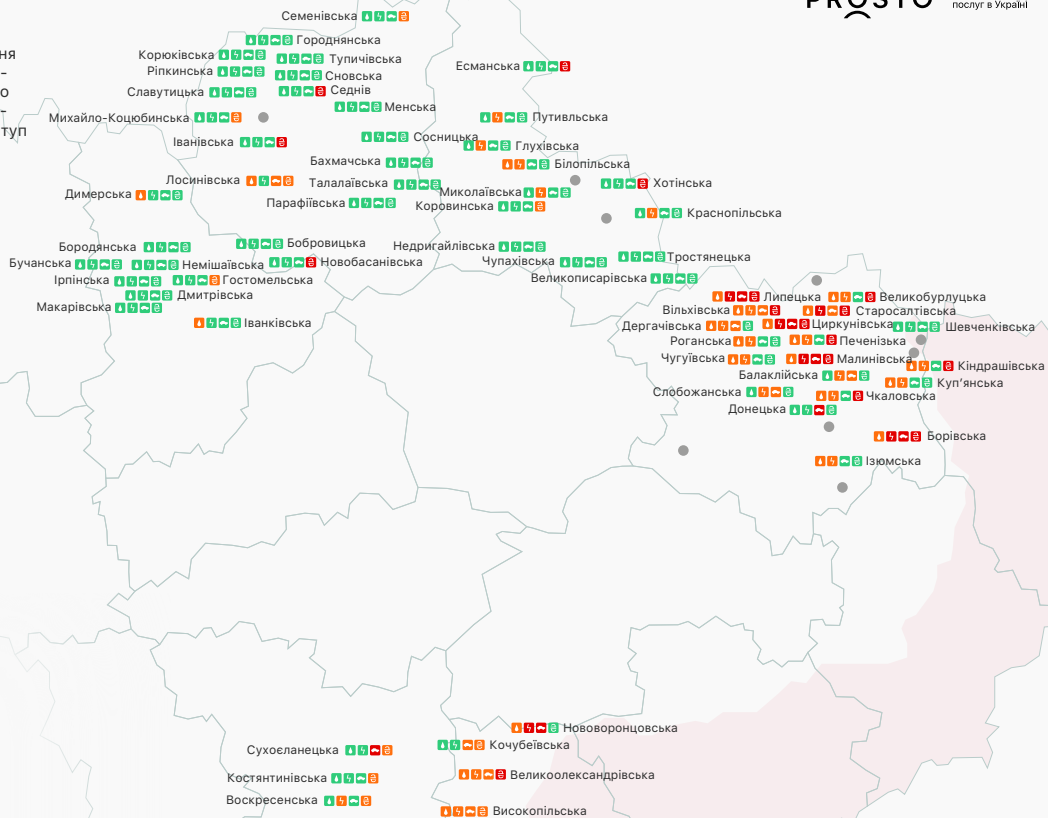 PROSTO
послуг в Україні
ня
-
о
-
туп
Семенівська
Городнянська
Корюківська
Тупичівська
Ріпкинська
Сновська
Есманська
Славутицька
Седнів
Менська
Михайло-Коцюбинська
Путивльська
Іванівська
Сосницька
Глухівська
Бахмачська
Білопільська
Лосинівська
Талалаївська
Хотінська
Димерська
Миколаївська
Парафіївська
Коровинська
Краснопільська
Бородянська
Бобровицька
Недригайлівська
Бучанська
Немішаївська
Новобасанівська
Чупахівська
Тростянецька
Ірпінська
Гостомельська
Великописарівська
Дмитрівська
Макарівська
Липецька
Великобурлуцька
Вільхівська
Старосалтівська
Іванківська
Дергачівська
Циркунівська
Шевченківська
Роганська
Печенізька
Чугуївська
Малинівська
Кіндрашівська
Балаклійська
Куп’янська
Слобожанська
Чкаловська
Донецька
Борівська
Ізюмська
Нововоронцовська
Сухоєланецька
Кочубеївська
Костянтинівська
Великоолександрівська
Воскресенська
Високопільська